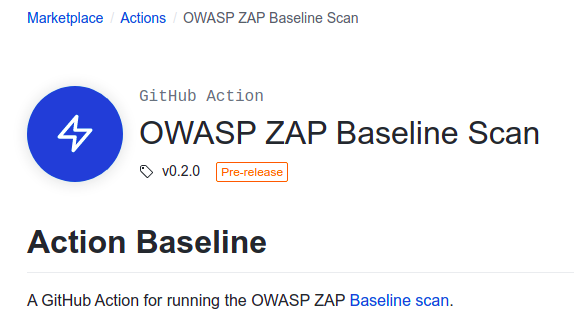 Marketplace / Actions / OWASP ZAP Baseline Scan
GitHub Action
OWASP ZAP Baseline Scan
v0.2.0 Pre-release
Action Baseline
A GitHub Action for running the OWASP ZAP Baseline scan.